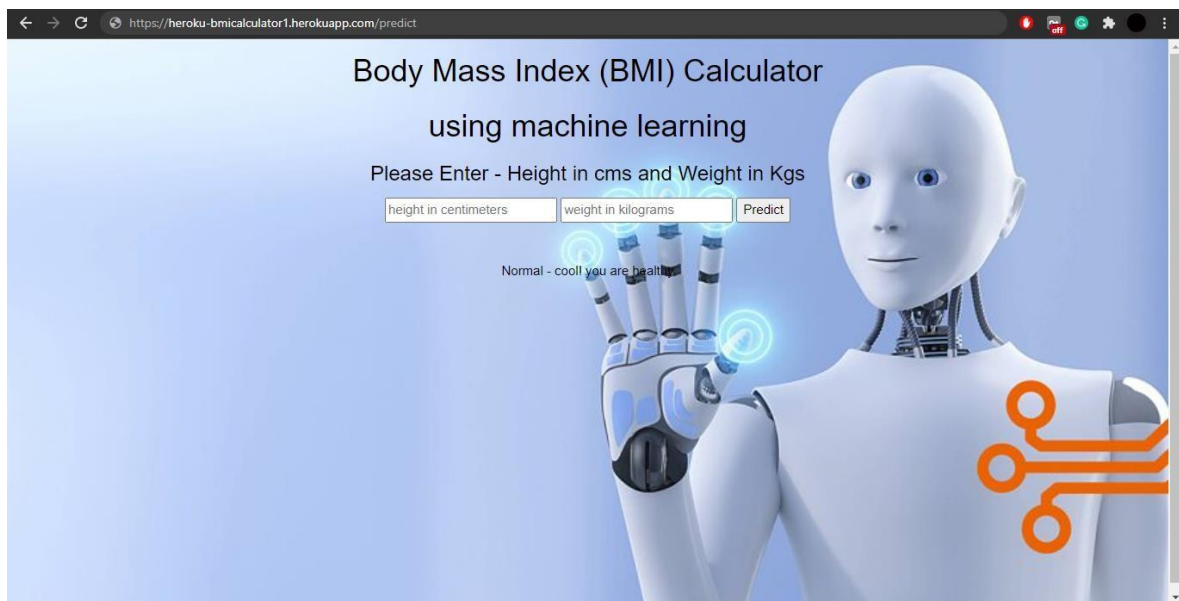 https://heroku-bmicalculator1.herokuapp.com/predict
off
Body Mass Index (BMI) Calculator
using machine learning
Please Enter - Height in cms and Weight in Kgs
height in centimeters weight in kilograms Predict
Normal - cool! you are healthy.